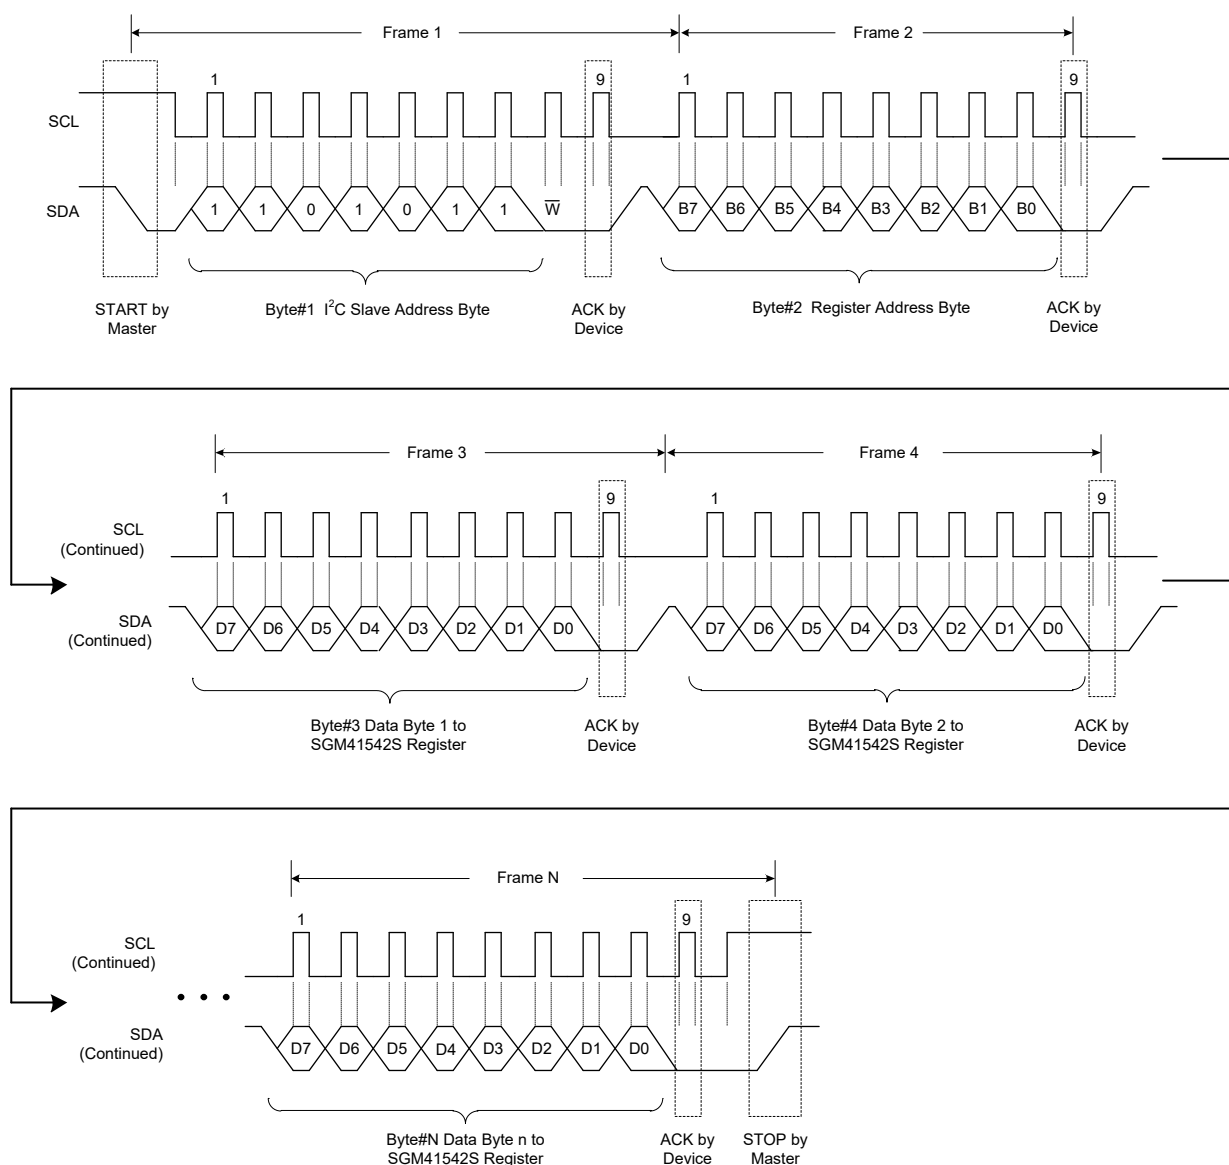 Frame 1 Frame 2
1 9 1 9
SCL
SDA 1 1 0 1 0 1 1 W̅ B7 B6 B5 B4 B3 B2 B1 B0
START by
Master
Byte#1 I²C Slave Address Byte
ACK by
Device
Byte#2 Register Address Byte
ACK by
Device
Frame 3 Frame 4
1 9 1 9
SCL
(Continued)
SDA
(Continued)
D7 D6 D5 D4 D3 D2 D1 D0 D7 D6 D5 D4 D3 D2 D1 D0
Byte#3 Data Byte 1 to
SGM41542S Register
ACK by
Device
Byte#4 Data Byte 2 to
SGM41542S Register
ACK by
Device
Frame N
1 9
SCL
(Continued)
SDA
(Continued)
D7 D6 D5 D4 D3 D2 D1 D0
Byte#N Data Byte n to
SGM41542S Register
ACK by
Device
STOP by
Master